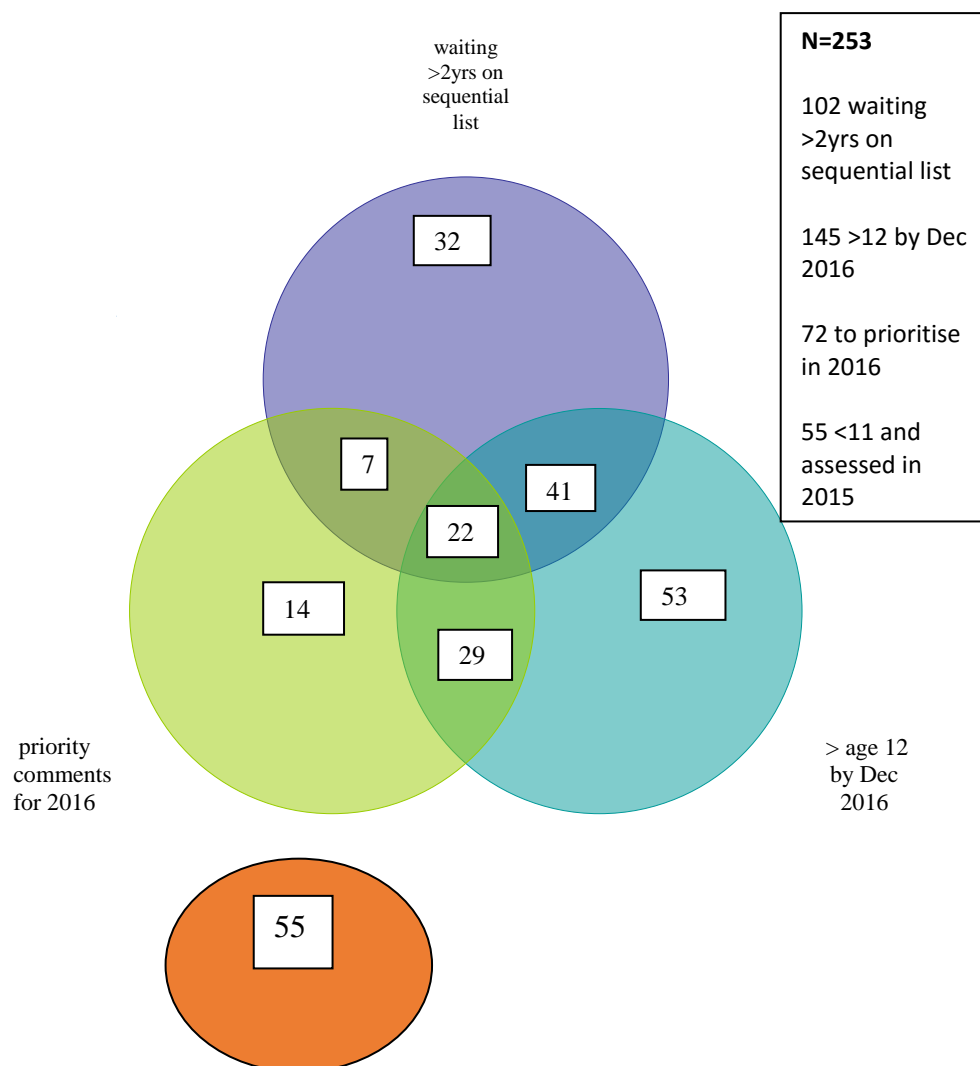 waiting
>2yrs on
sequential
list
N=253
102 waiting
>2yrs on
sequential list
145 >12 by Dec
2016
72 to prioritise
in 2016
55 <11 and
assessed in
2015
32
7
41
22
14
53
29
priority
comments
for 2016
> age 12
by Dec
2016
55